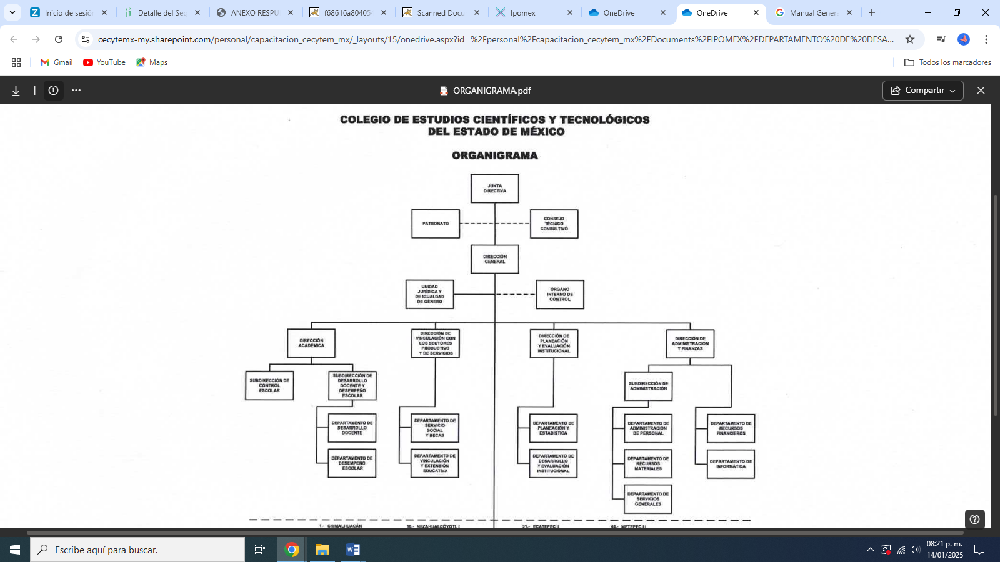 Inicio de sesión
Detalle del Seg
ANEXO RESPU
f68616a804054
Scanned Docu
Ipomex
OneDrive
OneDrive
Manual Genera
cecytemx-my.sharepoint.com/personal/capacitacion_cecytem_mx/_layouts/15/onedrive.aspx?id=%2Fpersonal%2Fcapacitacion_cecytem_mx%2FDocuments%2FIPOMEX%2FDEPARTAMENTO%20DE%20DESA...
Gmail
YouTube
Maps
Todos los marcadores
ORGANIGRAMA.pdf
Compartir
COLEGIO DE ESTUDIOS CIENTÍFICOS Y TECNOLÓGICOS
DEL ESTADO DE MÉXICO
ORGANIGRAMA
JUNTA
DIRECTIVA
PATRONATO
CONSEJO
TÉCNICO
CONSULTIVO
DIRECCIÓN
GENERAL
UNIDAD
JURÍDICA Y
DE IGUALDAD
DE GÉNERO
ÓRGANO
INTERNO DE
CONTROL
DIRECCIÓN
ACADÉMICA
DIRECCIÓN DE
VINCULACIÓN CON
LOS SECTORES
PRODUCTIVO
Y DE SERVICIOS
DIRECCIÓN DE
PLANEACIÓN
Y EVALUACIÓN
INSTITUCIONAL
DIRECCIÓN DE
ADMINISTRACIÓN
Y FINANZAS
SUBDIRECCIÓN DE
CONTROL
ESCOLAR
SUBDIRECCIÓN DE
DESARROLLO
DOCENTE Y
DESEMPEÑO
ESCOLAR
SUBDIRECCIÓN DE
ADMINISTRACIÓN
DEPARTAMENTO DE
DESARROLLO
DOCENTE
DEPARTAMENTO DE
SERVICIO
SOCIAL
Y BECAS
DEPARTAMENTO DE
PLANEACIÓN Y
ESTADÍSTICA
DEPARTAMENTO DE
ADMINISTRACIÓN
DE PERSONAL
DEPARTAMENTO DE
RECURSOS
FINANCIEROS
DEPARTAMENTO DE
DESEMPEÑO
ESCOLAR
DEPARTAMENTO DE
VINCULACIÓN
Y EXTENSIÓN
EDUCATIVA
DEPARTAMENTO DE
DESARROLLO
Y EVALUACIÓN
INSTITUCIONAL
DEPARTAMENTO DE
RECURSOS
MATERIALES
DEPARTAMENTO DE
INFORMÁTICA
DEPARTAMENTO DE
SERVICIOS
GENERALES
1.- CHIMALHUACÁN
16.- NEZAHUALCÓYOTL I
31.- ECATEPEC II
48.- METEPEC II
Escribe aquí para buscar.
08:21 p. m.
14/01/2025